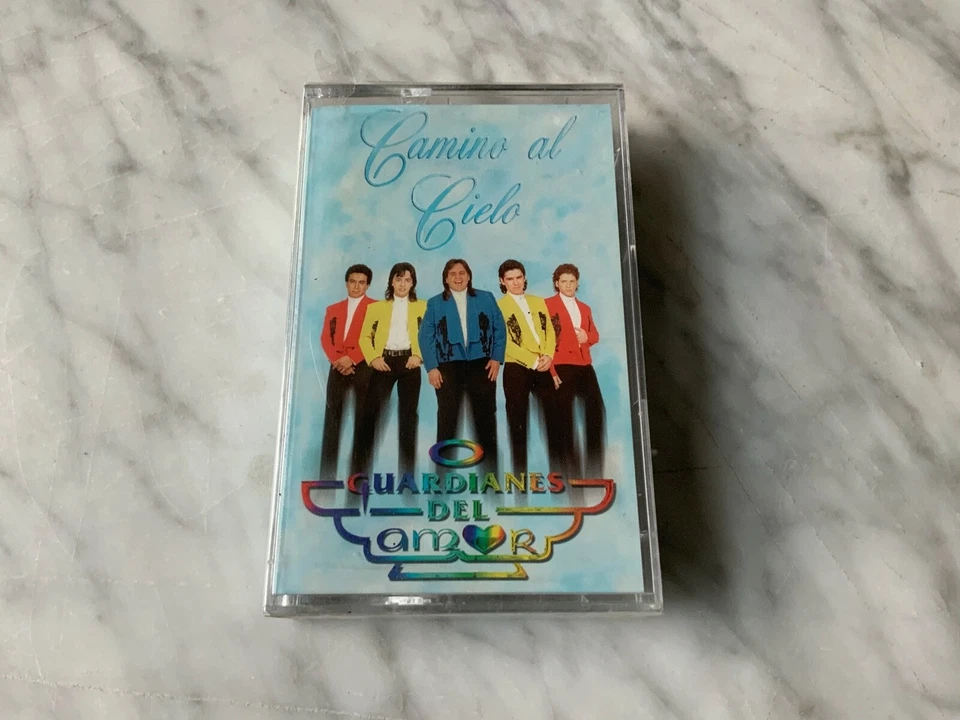 Camino al
Cielo
GUARDIANES
DEL
amor